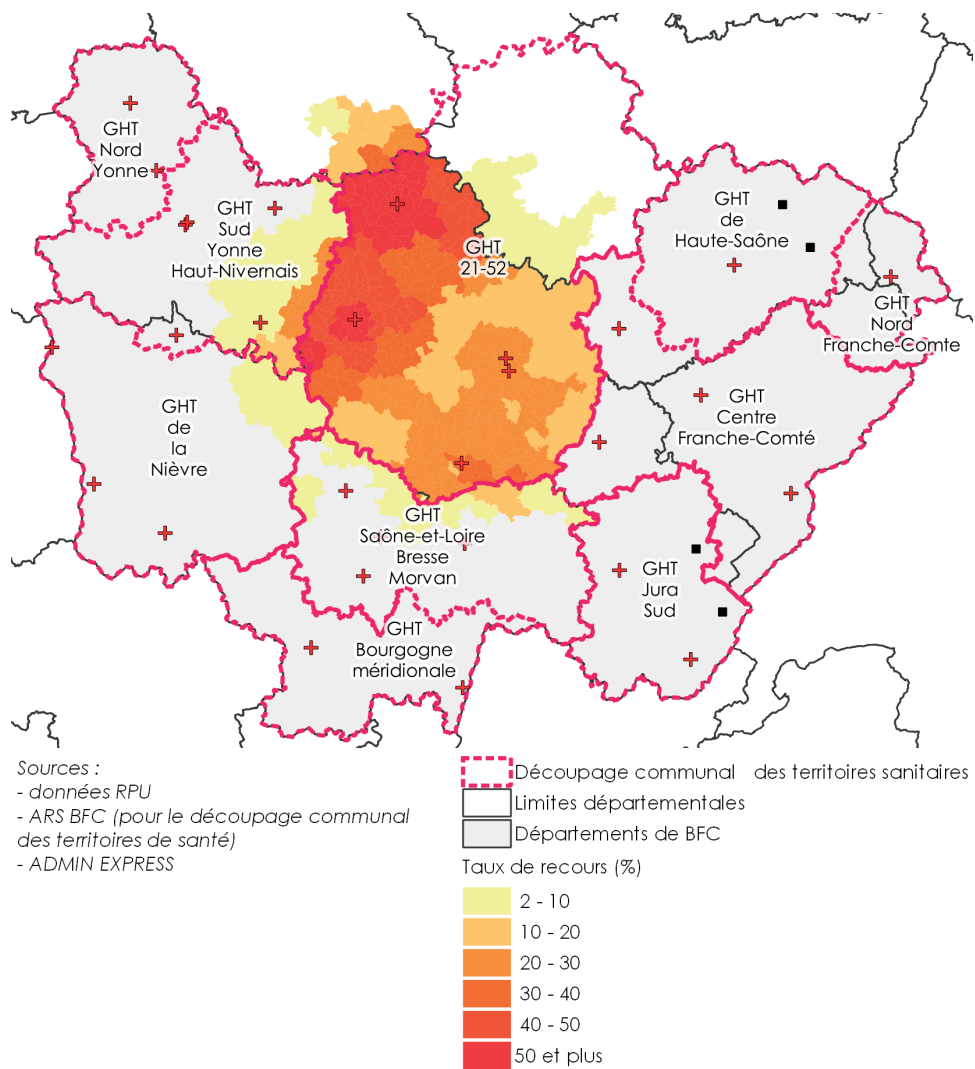 GHT
Nord
Yonne
GHT
Sud
Yonne
Haut-Nivernais
GHT
21-52
GHT
de
Haute-Saône
GHT
Nord
Franche-Comte
GHT
de
la
Nièvre
GHT
Centre
Franche-Comté
GHT
Saône-et-Loire
Bresse
Morvan
GHT
Jura
Sud
GHT
Bourgogne
méridionale
Sources :
- données RPU
- ARS BFC (pour le découpage communal
des territoires de santé)
- ADMIN EXPRESS
Découpage communal des territoires sanitaires
Limites départementales
Départements de BFC
Taux de recours (%)
2 - 10
10 - 20
20 - 30
30 - 40
40 - 50
50 et plus